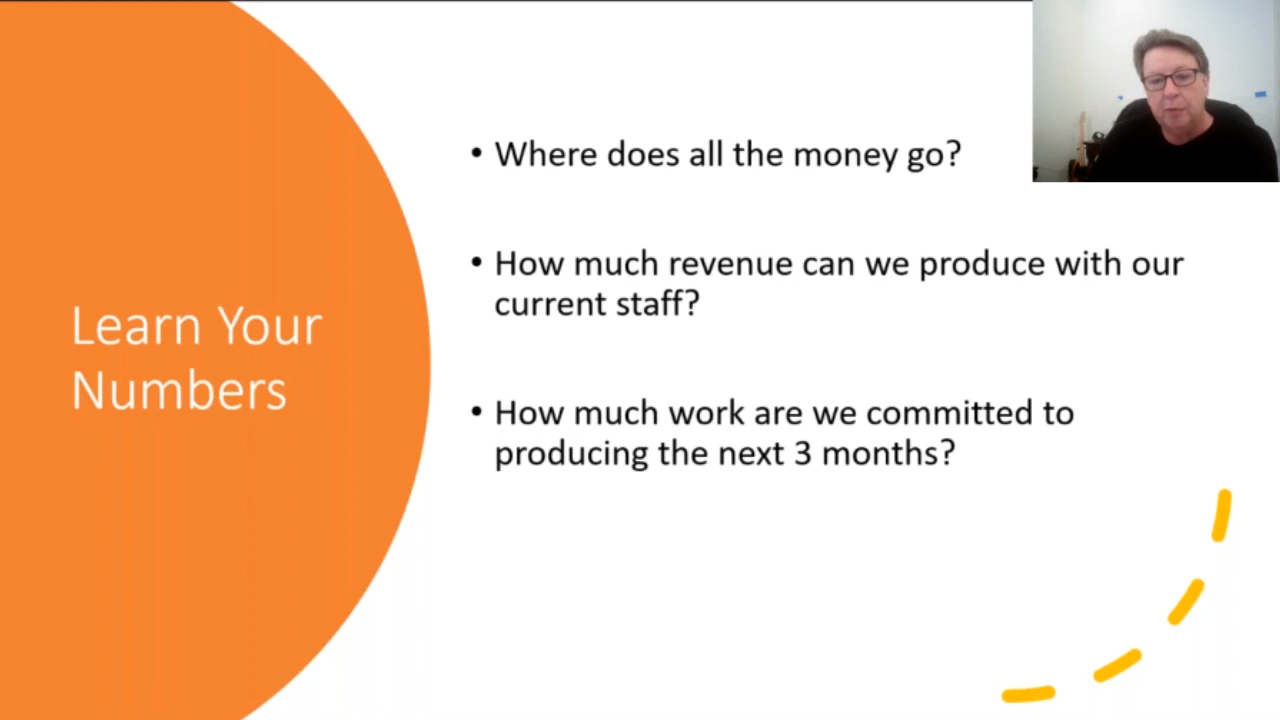 Learn Your
Numbers
• Where does all the money go?
• How much revenue can we produce with our
current staff?
• How much work are we committed to
producing the next 3 months?